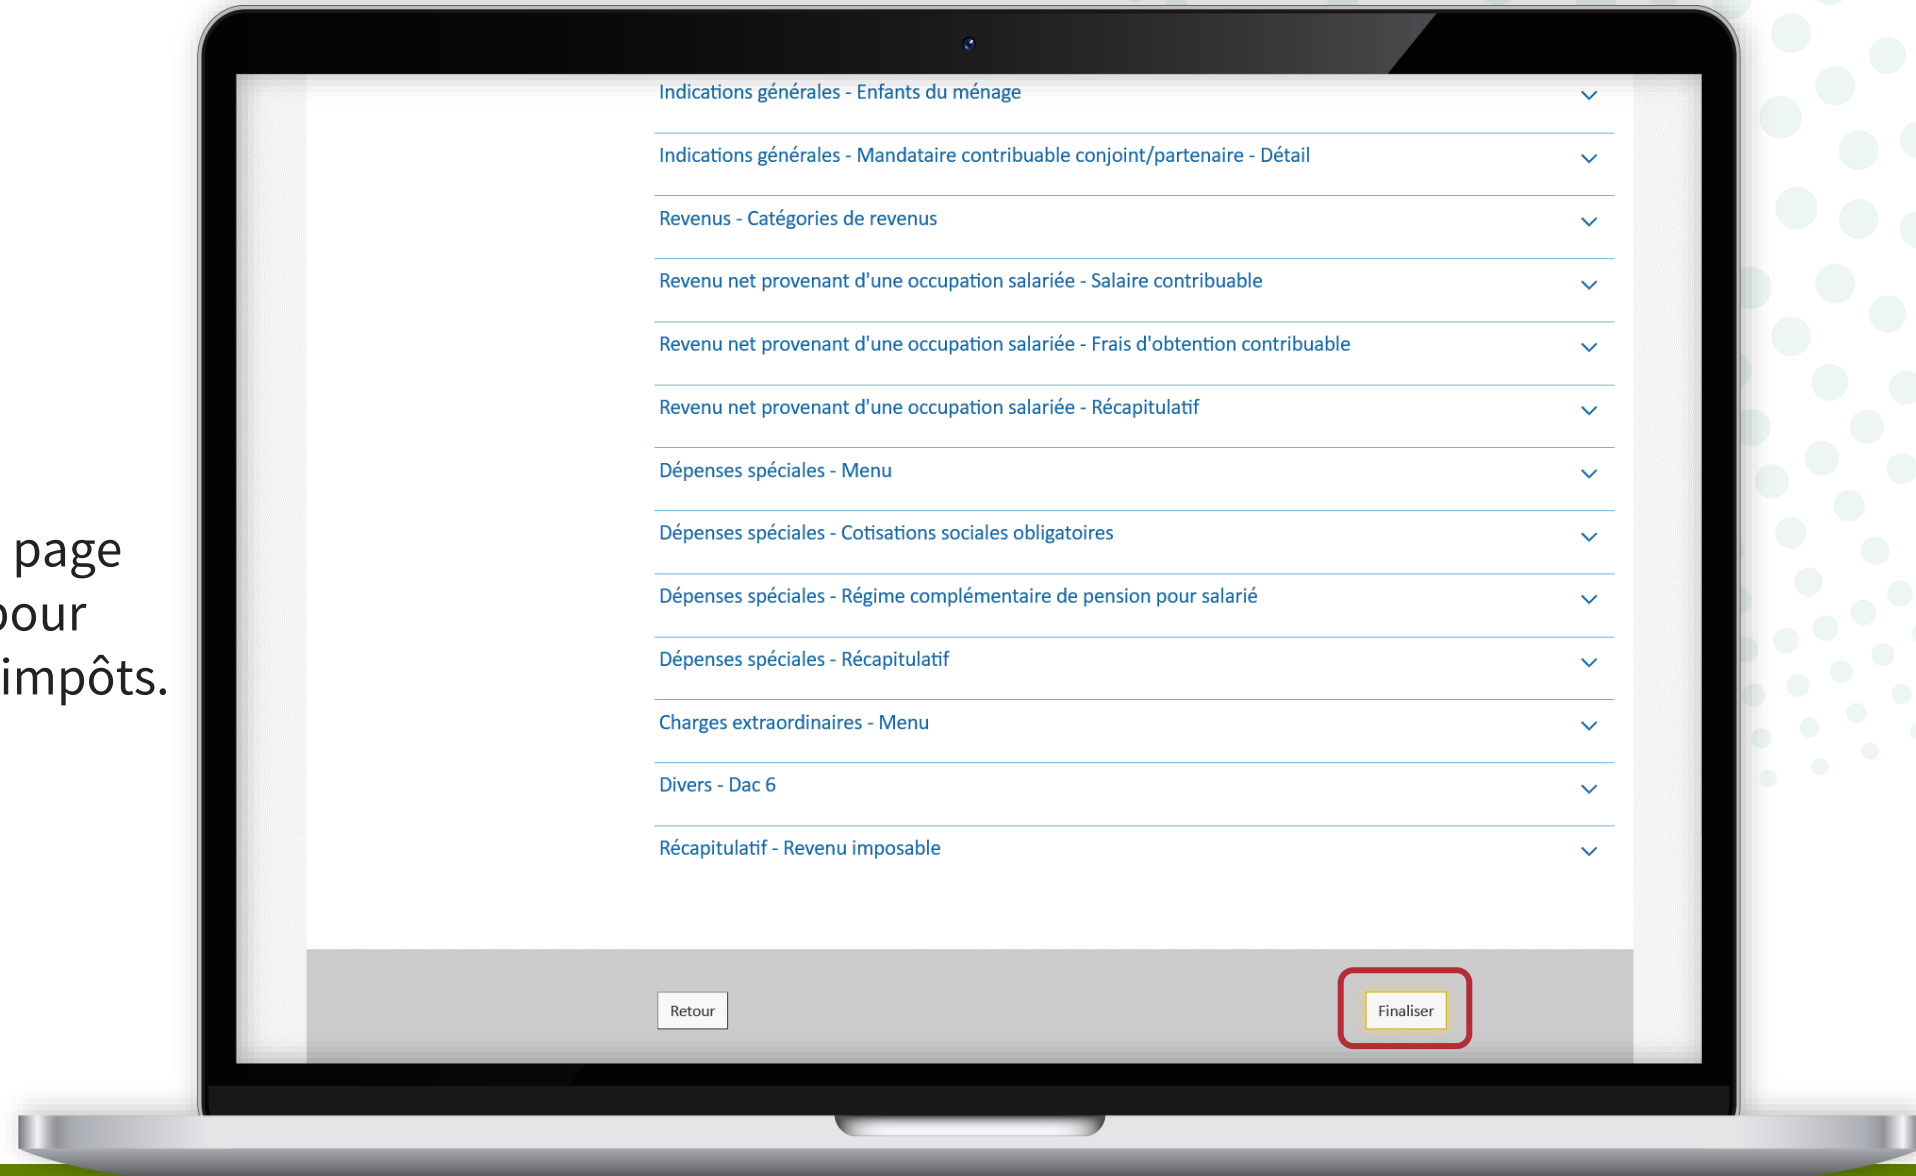 page
pour
impôts.
Indications générales - Enfants du ménage
Indications générales - Mandataire contribuable conjoint/partenaire - Détail
Revenus - Catégories de revenus
Revenu net provenant d'une occupation salariée - Salaire contribuable
Revenu net provenant d'une occupation salariée - Frais d'obtention contribuable
Revenu net provenant d'une occupation salariée - Récapitulatif
Dépenses spéciales - Menu
Dépenses spéciales - Cotisations sociales obligatoires
Dépenses spéciales - Régime complémentaire de pension pour salarié
Dépenses spéciales - Récapitulatif
Charges extraordinaires - Menu
Divers - Dac 6
Récapitulatif - Revenu imposable
Retour
Finaliser